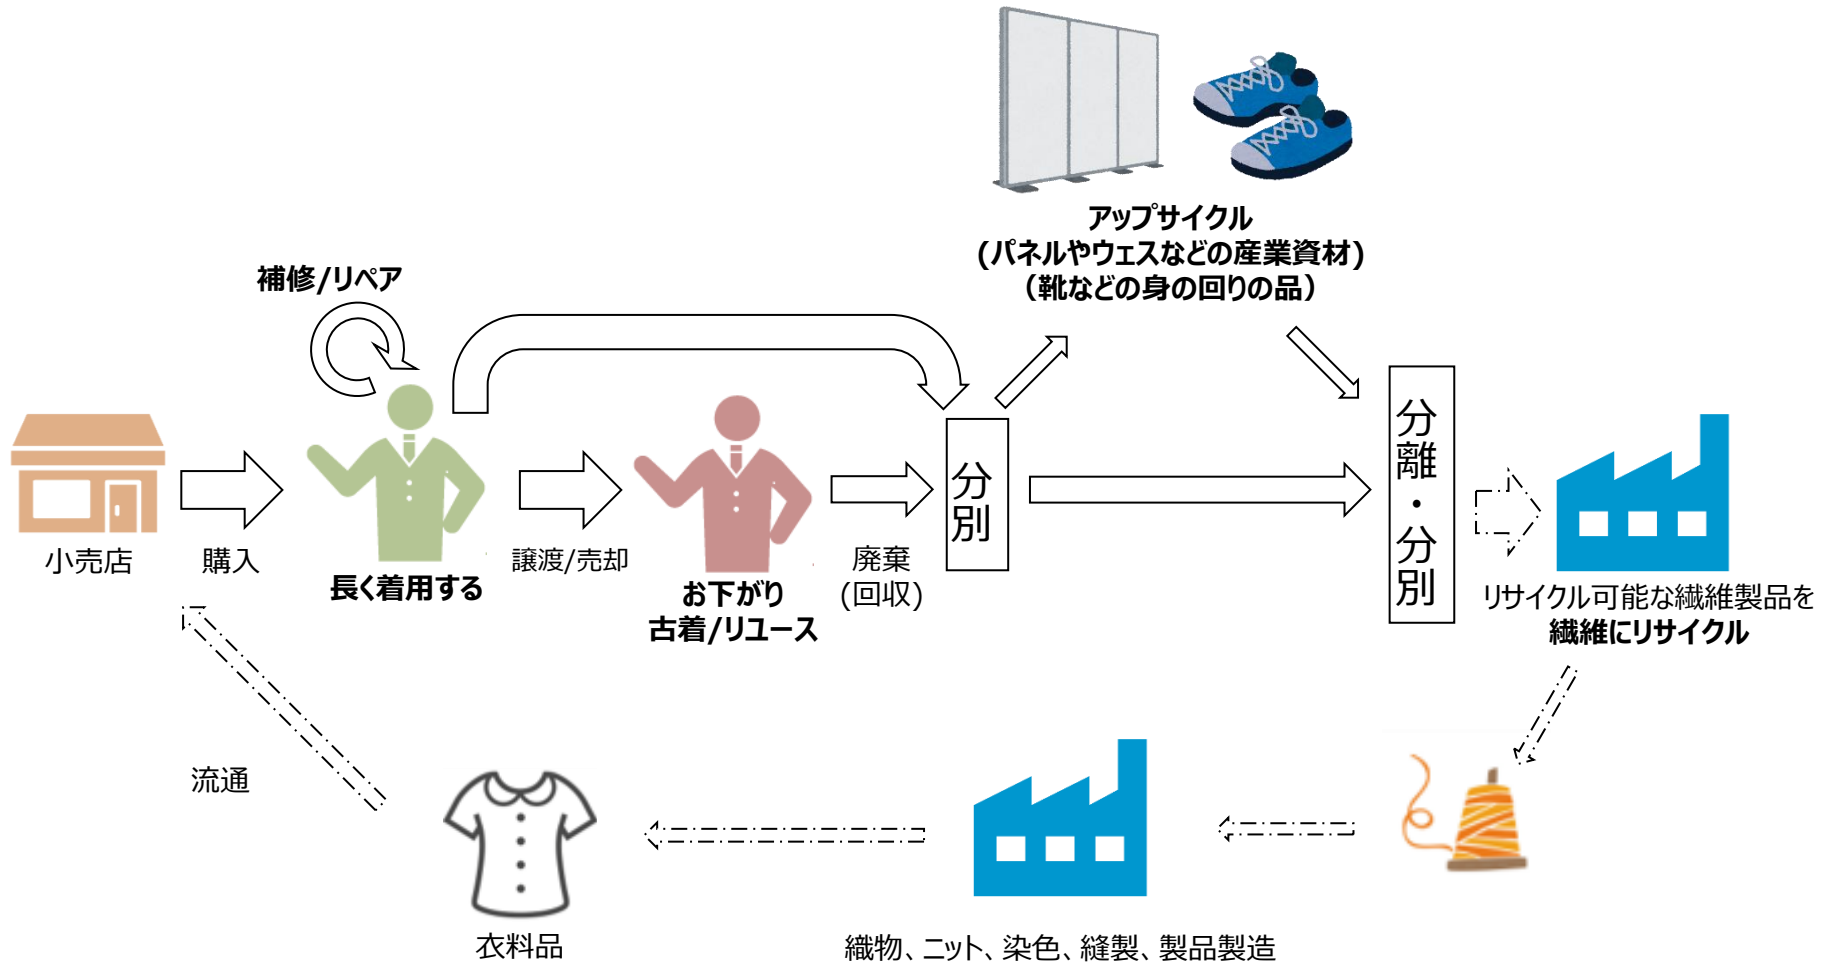 アップサイクル
(パネルやウェスなどの産業資材)
（靴などの身の回りの品）
補修/リペア
小売店
購入
長く着用する
譲渡/売却
お下がり
古着/リユース
廃棄
(回収)
分別
分離・分別
リサイクル可能な繊維製品を
繊維にリサイクル
流通
衣料品
織物、ニット、染色、縫製、製品製造